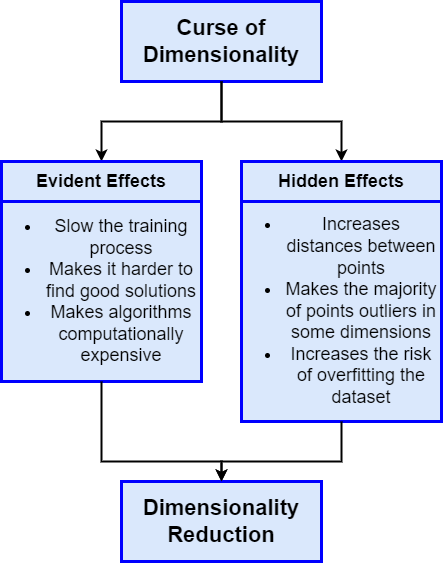 Curse of
Dimensionality
Evident Effects
• Slow the training
process
• Makes it harder to
find good solutions
• Makes algorithms
computationally
expensive
Hidden Effects
• Increases
distances between
points
• Makes the majority
of points outliers in
some dimensions
• Increases the risk
of overfitting the
dataset
Dimensionality
Reduction